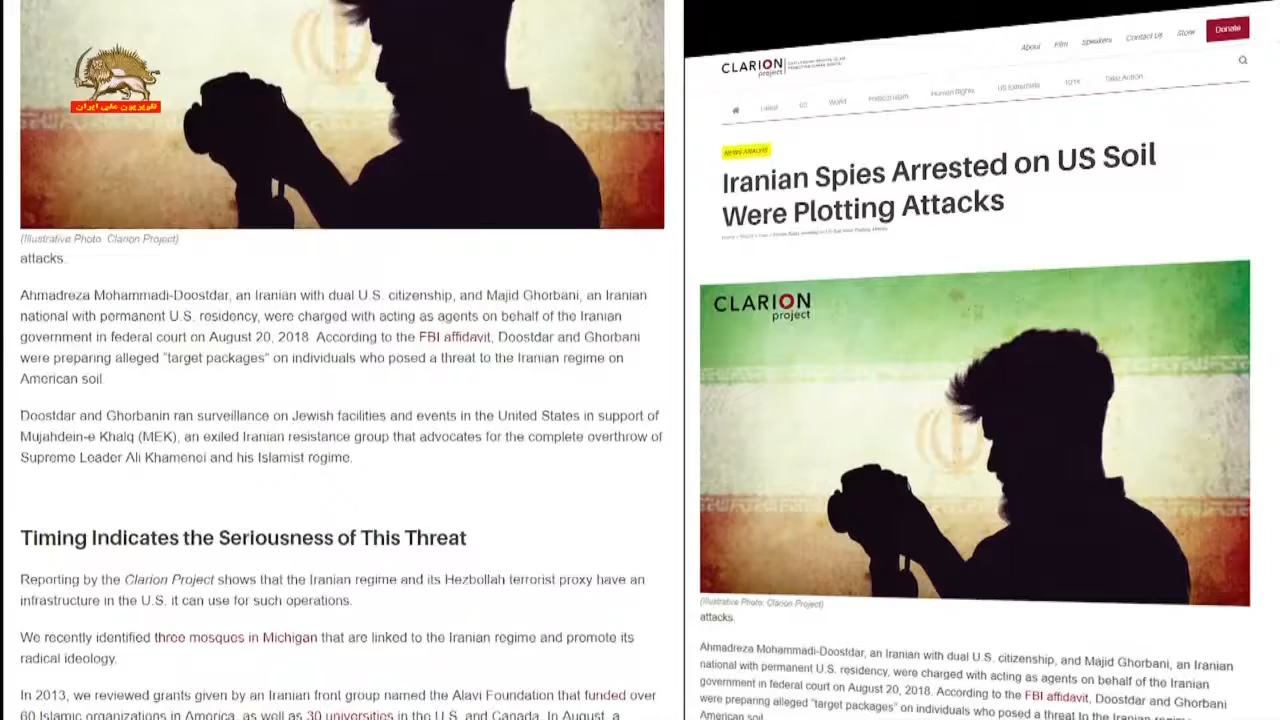 تلویزیون ملی ایران
(Illustrative Photo: Clarion Project)
attacks.
Ahmadreza Mohammadi-Doostdar, an Iranian with dual U.S. citizenship, and Majid Ghorbani, an Iranian
national with permanent U.S. residency, were charged with acting as agents on behalf of the Iranian
government in federal court on August 20, 2018. According to the FBI affidavit, Doostdar and Ghorbani
were preparing alleged "target packages" on individuals who posed a threat to the Iranian regime on
American soil.
Doostdar and Ghorbanin ran surveillance on Jewish facilities and events in the United States in support of
Mujahdein-e Khalq (MEK), an exiled Iranian resistance group that advocates for the complete overthrow of
Supreme Leader Ali Khamenei and his Islamist regime.
Timing Indicates the Seriousness of This Threat
Reporting by the Clarion Project shows that the Iranian regime and its Hezbollah terrorist proxy have an
infrastructure in the U.S. it can use for such operations.
We recently identified three mosques in Michigan that are linked to the Iranian regime and promote its
radical ideology.
In 2013, we reviewed grants given by an Iranian front group named the Alavi Foundation that funded over
60 Islamic organizations in America, as well as 30 universities in the U.S. and Canada. In August, a
CLARION
project
About Film Speakers Contact Us Store Donate
Latest US World Political Islam Human Rights US Extremists Take Action
NEWS ANALYSIS
Iranian Spies Arrested on US Soil
Were Plotting Attacks
CLARION
project
(Illustrative Photo: Clarion Project)
attacks.
Ahmadreza Mohammadi-Doostdar, an Iranian with dual U.S. citizenship, and Majid Ghorbani, an Iranian
national with permanent U.S. residency, were charged with acting as agents on behalf of the Iranian
government in federal court on August 20, 2018. According to the FBI affidavit, Doostdar and Ghorbani
were preparing alleged "target packages" on individuals who posed a threat to the Iranian regime
American soil.